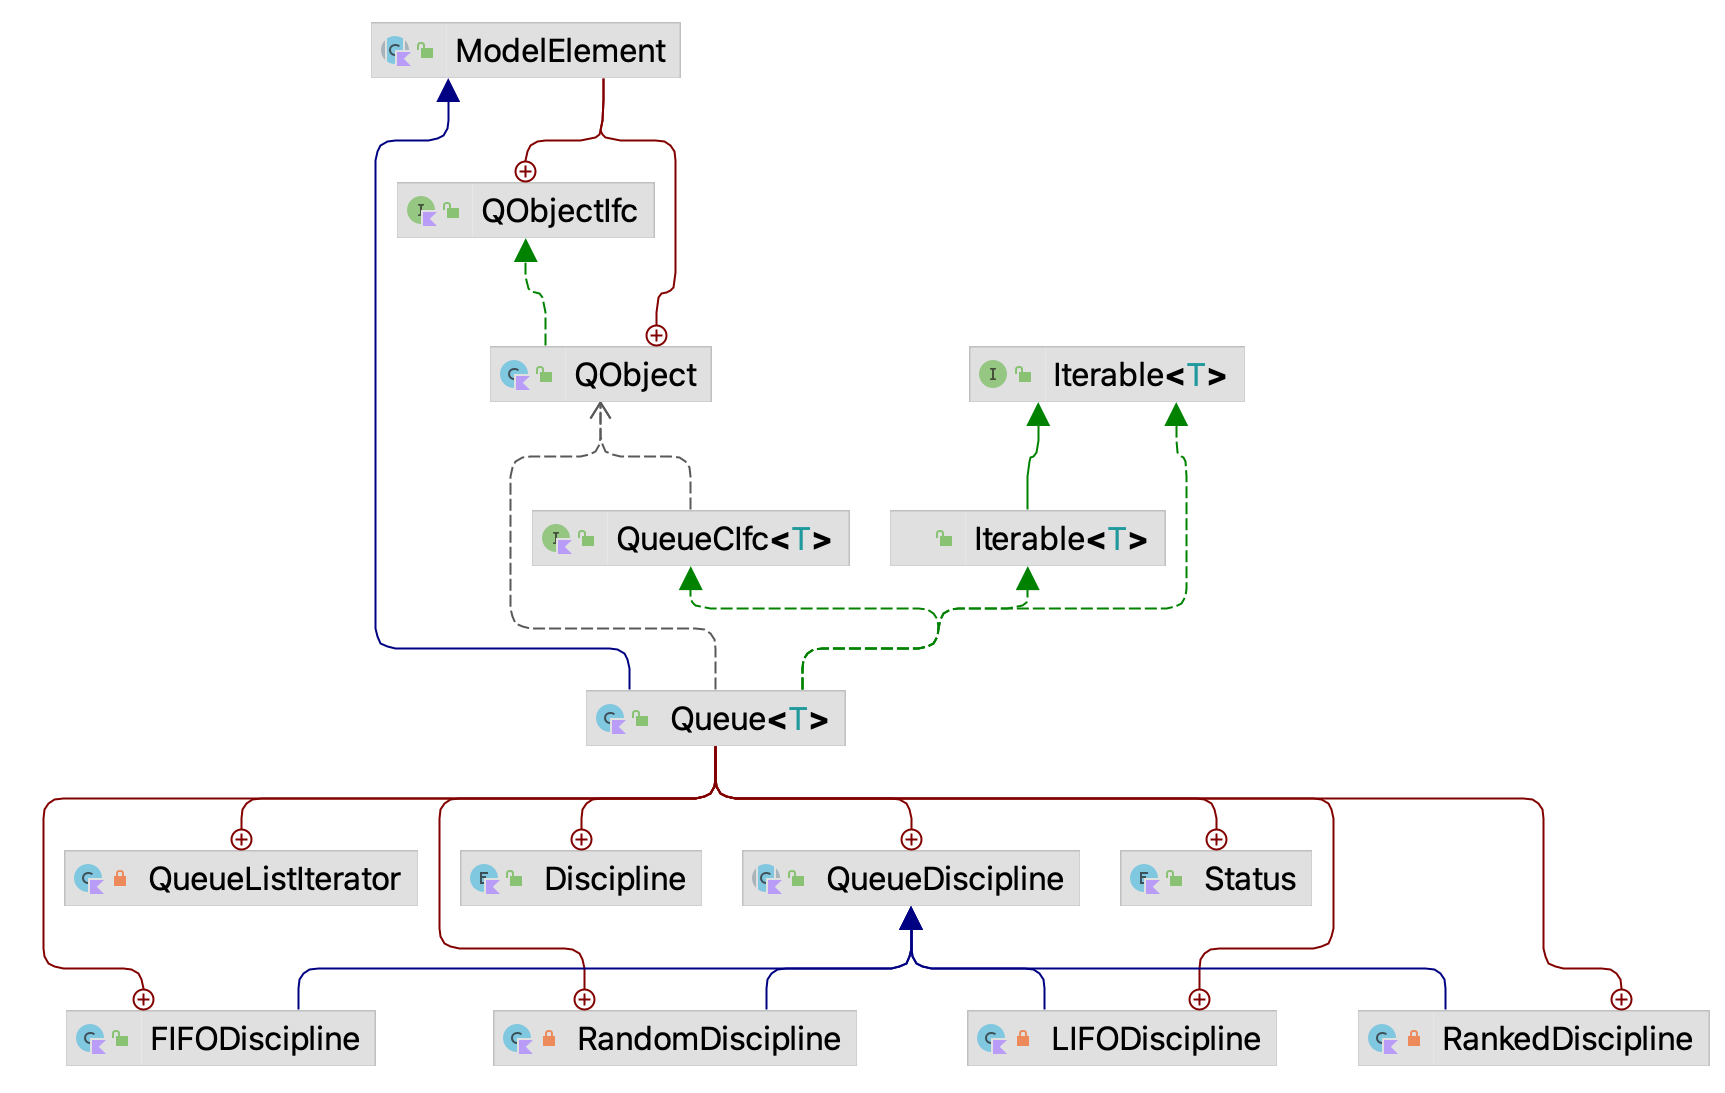 ModelElement
QObjectIfc
QObject
Iterable<T>
QueueCIfc<T>
Iterable<T>
Queue<T>
QueueListIterator
Discipline
QueueDiscipline
Status
FIFODiscipline
RandomDiscipline
LIFODiscipline
RankedDiscipline